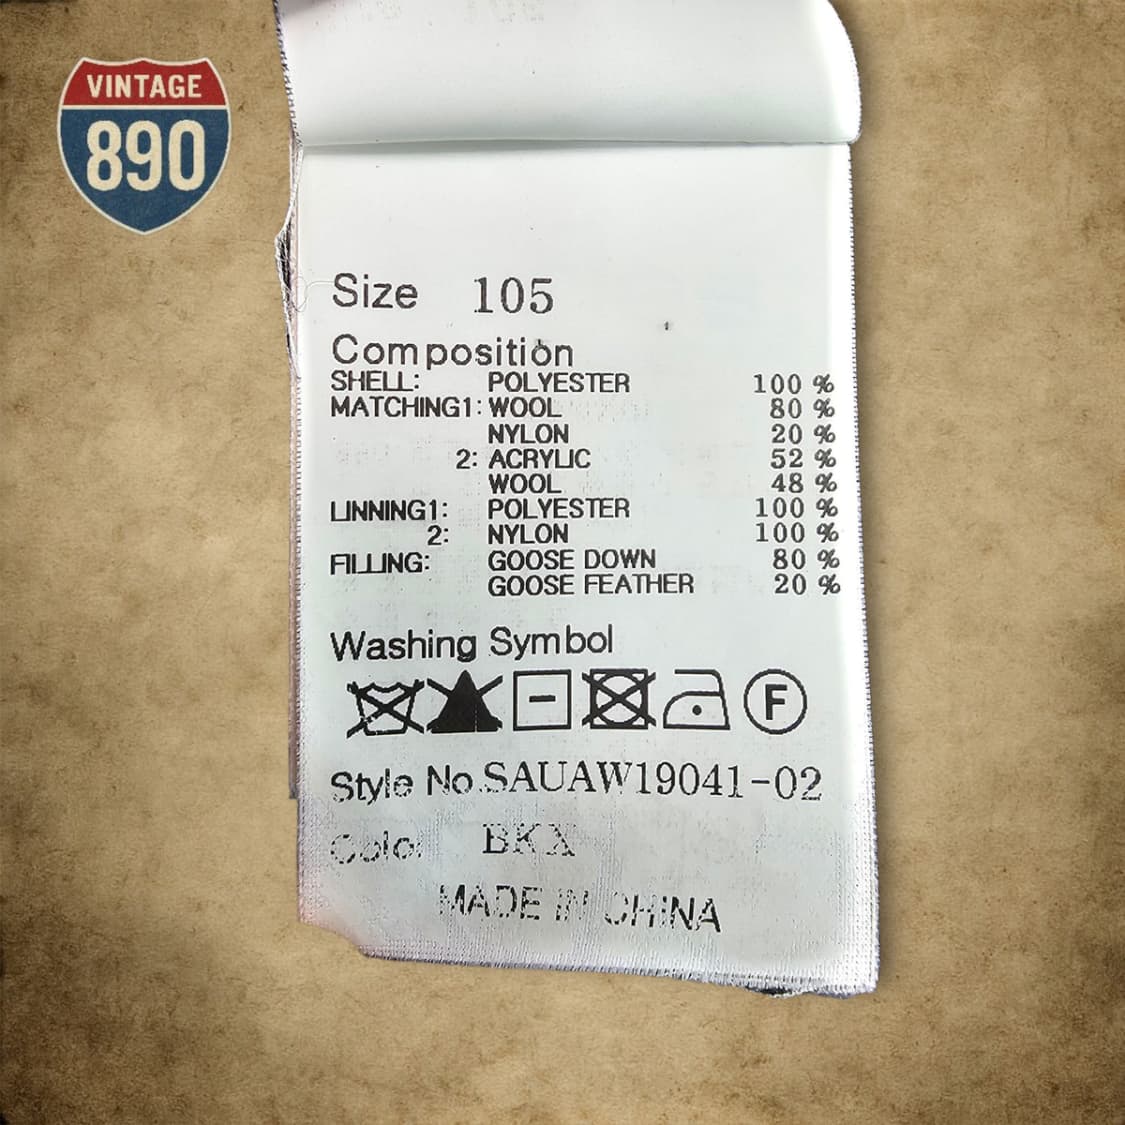 VINTAGE
890
Size 105
Composition
SHELL: POLYESTER 100 %
MATCHING1: WOOL 80 %
NYLON 20 %
2: ACRYLIC 52 %
WOOL 48 %
LINNING1: POLYESTER 100 %
2: NYLON 100 %
FILLING: GOOSE DOWN 80 %
GOOSE FEATHER 20 %
Washing Symbol
F
Style No SAUAW19041-02
Color BKX
MADE IN CHINA